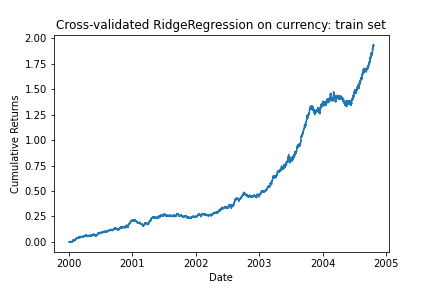 Cross-validated RidgeRegression on currency: train set
2.00
1.75
1.50
1.25
1.00
0.75
0.50
0.25
0.00
Cumulative Returns
2000 2001 2002 2003 2004 2005
Date